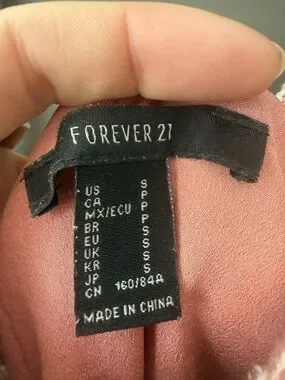 FOREVER 21
US S
CA P
MX/ECU P
BR P
EU S
UK S
KR S
JP S
CN 160/84A
MADE IN CHINA